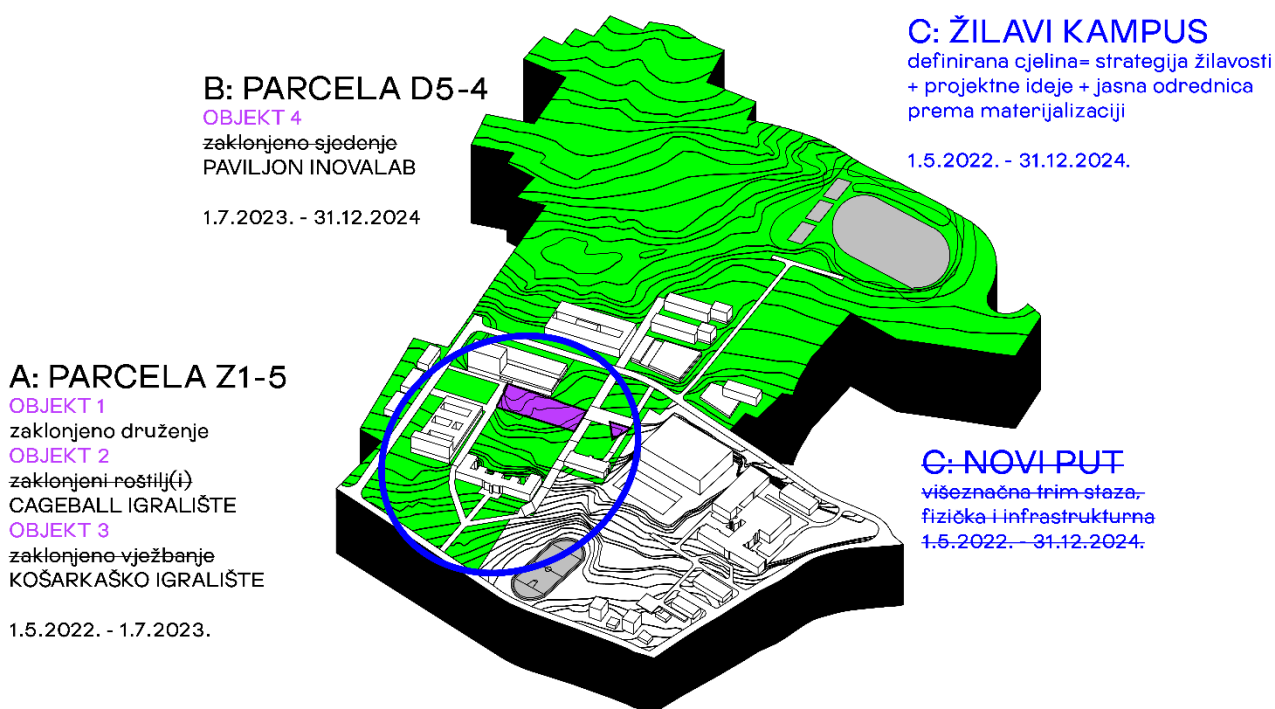 B: PARCELA D5-4
OBJEKT 4
zaklonjeno sjedenje
PAVILJON INOVALAB
1.7.2023. - 31.12.2024
C: ŽILAVI KAMPUS
definirana cjelina= strategija žilavosti
+ projektne ideje + jasna odrednica
prema materijalizaciji
1.5.2022. - 31.12.2024.
A: PARCELA Z1-5
OBJEKT 1
zaklonjeno druženje
OBJEKT 2
zaklonjeni roštilj(i)
CAGEBALL IGRALIŠTE
OBJEKT 3
zaklonjeno vježbanje
KOŠARKAŠKO IGRALIŠTE
1.5.2022. - 1.7.2023.
C: NOVI PUT
višeznačna trim staza,
fizička i infrastrukturna
1.5.2022. - 31.12.2024.